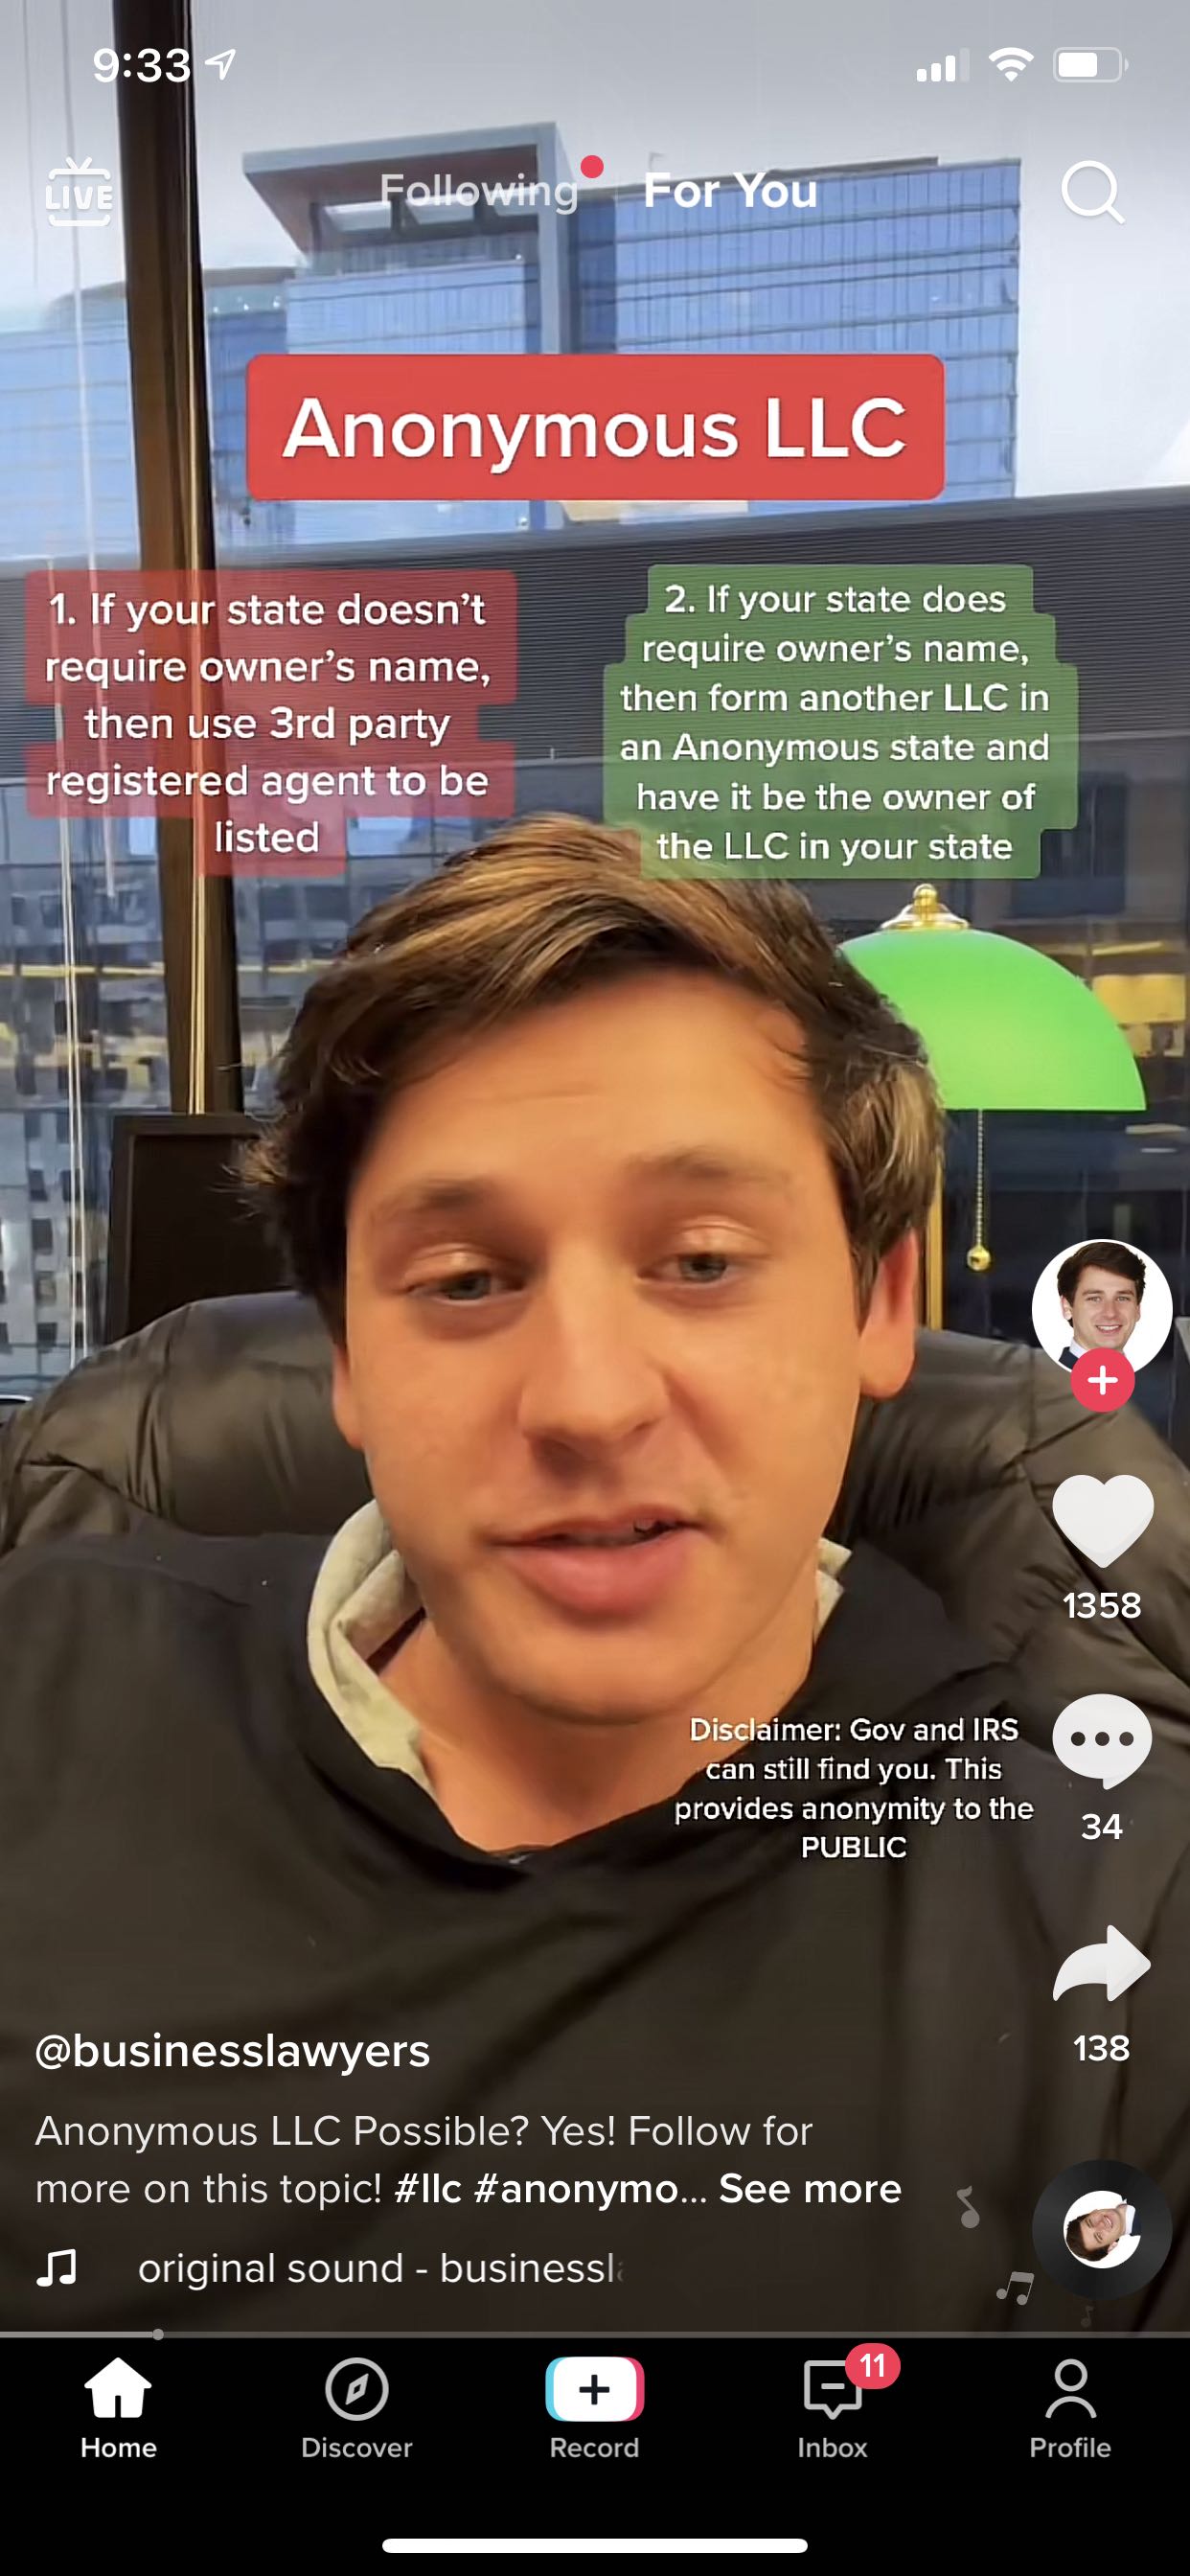 9:33
LIVE
Following
For You
Anonymous LLC
1. If your state doesn’t
require owner’s name,
then use 3rd party
registered agent to be
listed
2. If your state does
require owner’s name,
then form another LLC in
an Anonymous state and
have it be the owner of
the LLC in your state
1358
Disclaimer: Gov and IRS
can still find you. This
provides anonymity to the
PUBLIC
34
138
@businesslawyers
Anonymous LLC Possible? Yes! Follow for
more on this topic! #llc #anonymo... See more
original sound - businessla
11
Home
Discover
Record
Inbox
Profile